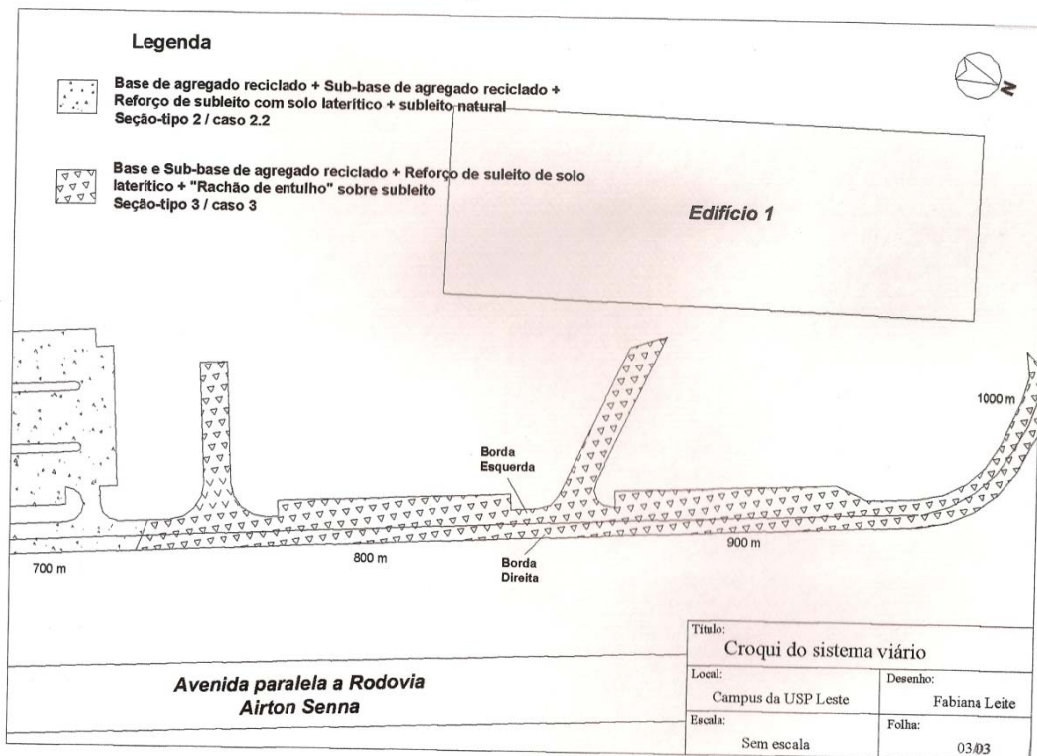 Legenda
Base de agregado reciclado + Sub-base de agregado reciclado +
Reforço de subleito com solo laterítico + subleito natural
Seção-tipo 2 / caso 2.2
Base e Sub-base de agregado reciclado + Reforço de suleito de solo
laterítico + "Rachão de entulho" sobre subleito
Seção-tipo 3 / caso 3
N
Edifício 1
1000 m
Borda
Esquerda
700 m
800 m
900 m
Borda
Direita
Avenida paralela a Rodovia
Airton Senna
Título:
Croqui do sistema viário
Local:
Campus da USP Leste
Desenho:
Fabiana Leite
Escala:
Sem escala
Folha:
03/03